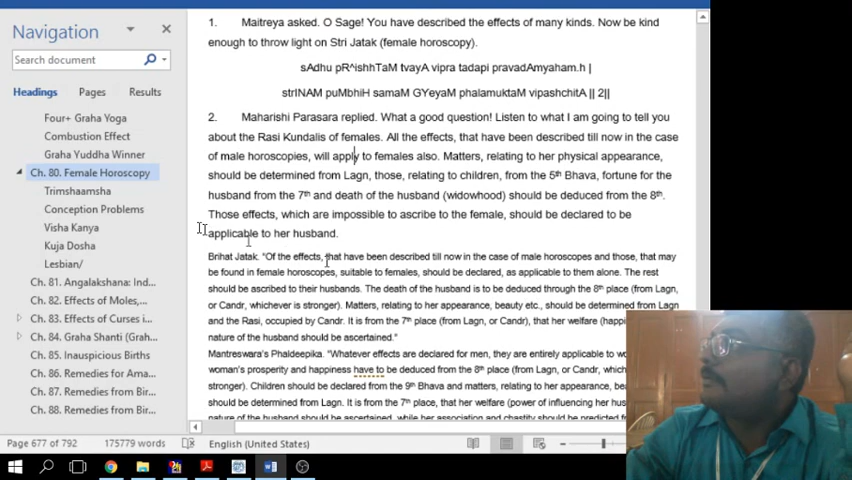 Navigation
Search document
Headings Pages Results
Four+ Graha Yoga
Combustion Effect
Graha Yuddha Winner
Ch. 80. Female Horoscopy
Trimshaamsha
Conception Problems
Visha Kanya
Kuja Dosha
Lesbian/
Ch. 81. Angalakshana: Ind...
Ch. 82. Effects of Moles,...
Ch. 83. Effects of Curses i...
Ch. 84. Graha Shanti (Grah...
Ch. 85. Inauspicious Births
Ch. 86. Remedies for Ama...
Ch. 87. Remedies from Bir...
Ch. 88. Remedies from Bir...
1. Maitreya asked. O Sage! You have described the effects of many kinds. Now be kind
enough to throw light on Stri Jatak (female horoscopy).
sAdhu pR^ishhTaM tvayA vipra tadapi pravadAmyaham.h |
strINAM puMbhiH samaM GYeyaM phalamuktaM vipashchitA || 2||
2. Maharishi Parasara replied. What a good question! Listen to what I am going to tell you
about the Rasi Kundalis of females. All the effects, that have been described till now in the case
of male horoscopies, will apply to females also. Matters, relating to her physical appearance,
should be determined from Lagn, those, relating to children, from the 5th Bhava, fortune for the
husband from the 7th and death of the husband (widowhood) should be deduced from the 8th.
Those effects, which are impossible to ascribe to the female, should be declared to be
applicable to her husband.
Brihat Jatak. "Of the effects, that have been described till now in the case of male horoscopes and those, that may
be found in female horoscopes, suitable to females, should be declared, as applicable to them alone. The rest
should be ascribed to their husbands. The death of the husband is to be deduced through the 8th place (from Lagn,
or Candr, whichever is stronger). Matters, relating to her appearance, beauty etc., should be determined from Lagn
and the Rasi, occupied by Candr. It is from the 7th place (from Lagn, or Candr), that her welfare (happi
nature of the husband should be ascertained."
Mantreswara's Phaldeepika. "Whatever effects are declared for men, they are entirely applicable to wo
woman's prosperity and happiness have to be deduced from the 8th place (from Lagn, or Candr, which
stronger). Children should be declared from the 9th Bhava and matters, relating to her appearance, bea
should be determined from Lagn. It is from the 7th place, that her welfare (power of influencing her hus
nature of the husband should be ascertained, while her association and chastity should be predicted f
Page 677 of 792 175779 words English (United States)